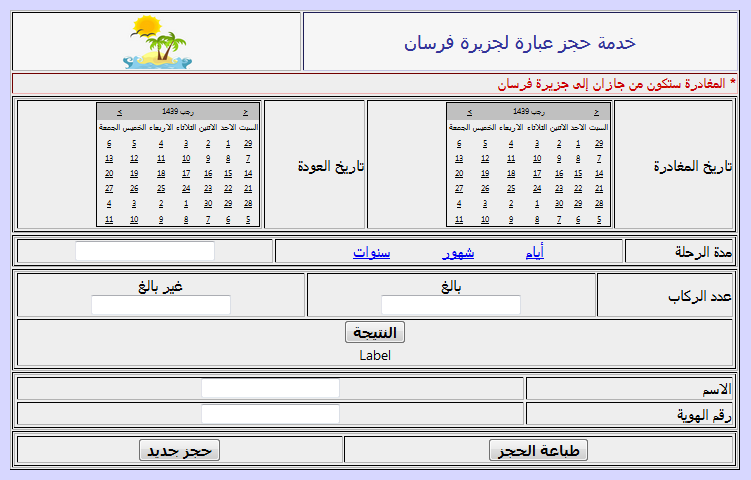 خدمة حجز عبارة لجزيرة فرسان
* المغادرة ستكون من جازان إلى جزيرة فرسان
تاريخ المغادرة
< رجب 1439 >
السبت الاحد الاثنين الثلاثاء الاربعاء الخميس الجمعة
29 1 2 3 4 5 6
7 8 9 10 11 12 13
14 15 16 17 18 19 20
21 22 23 24 25 26 27
28 29 30 1 2 3 4
5 6 7 8 9 10 11
تاريخ العودة
< رجب 1439 >
السبت الاحد الاثنين الثلاثاء الاربعاء الخميس الجمعة
29 1 2 3 4 5 6
7 8 9 10 11 12 13
14 15 16 17 18 19 20
21 22 23 24 25 26 27
28 29 30 1 2 3 4
5 6 7 8 9 10 11
مدة الرحلة أيام شهور سنوات
عدد الركاب بالغ غير بالغ
النتيجة
Label
الاسم
رقم الهوية
طباعة الحجز حجز جديد